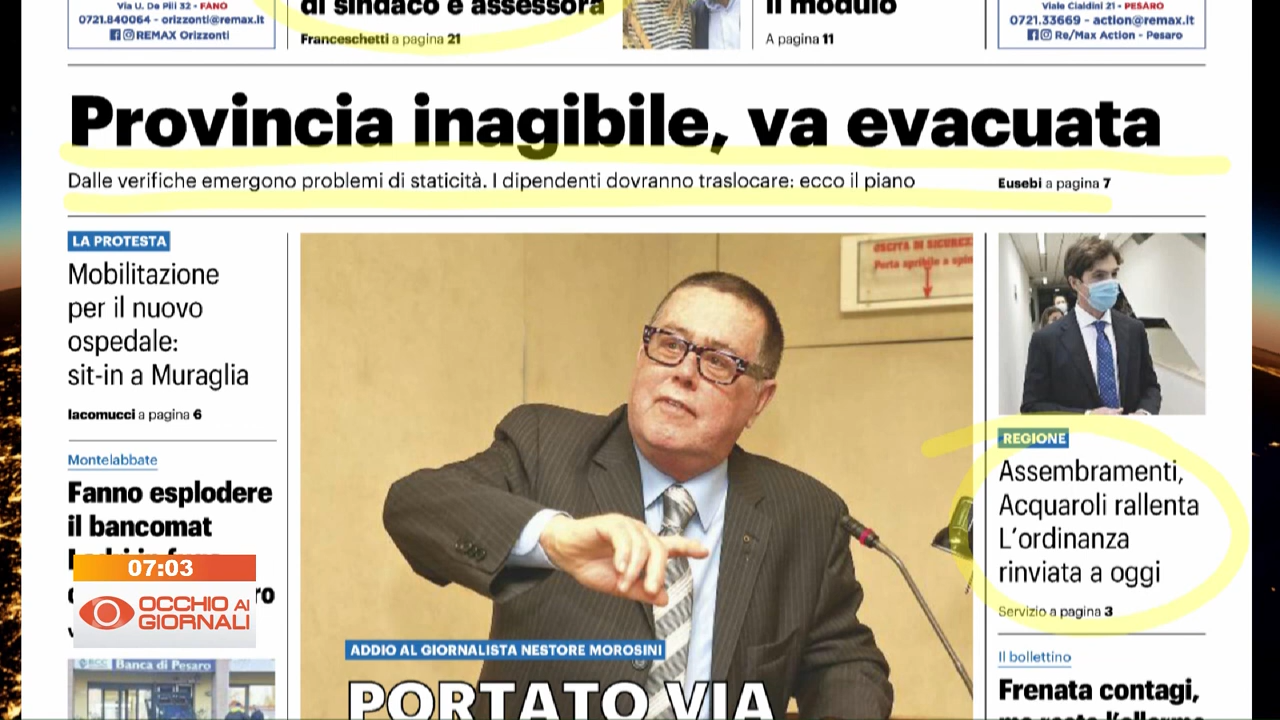 Via U. De Pili 32 - FANO
0721.840064 - orizzonti@remax.it
REMAX Orizzonti
di sindaco e assessora
Franceschetti a pagina 21
il modulo
A pagina 11
Viale Cialdini 21 - PESARO
0721.33669 - action@remax.it
Re/Max Action - Pesaro
Provincia inagibile, va evacuata
Dalle verifiche emergono problemi di staticità. I dipendenti dovranno traslocare: ecco il piano
Eusebi a pagina 7
LA PROTESTA
Mobilitazione
per il nuovo
ospedale:
sit-in a Muraglia
Iacomucci a pagina 6
Montelabbate
Fanno esplodere
il bancomat
07:03
OCCHIO AI
GIORNALI
BCC Banca di Pesaro
USCITA DI SICUREZZ
Porta apribile a spin
ADDIO AL GIORNALISTA NESTORE MOROSINI
PORTATO VIA
REGIONE
Assembramenti,
Acquaroli rallenta
L'ordinanza
rinviata a oggi
Servizio a pagina 3
Il bollettino
Frenata contagi,